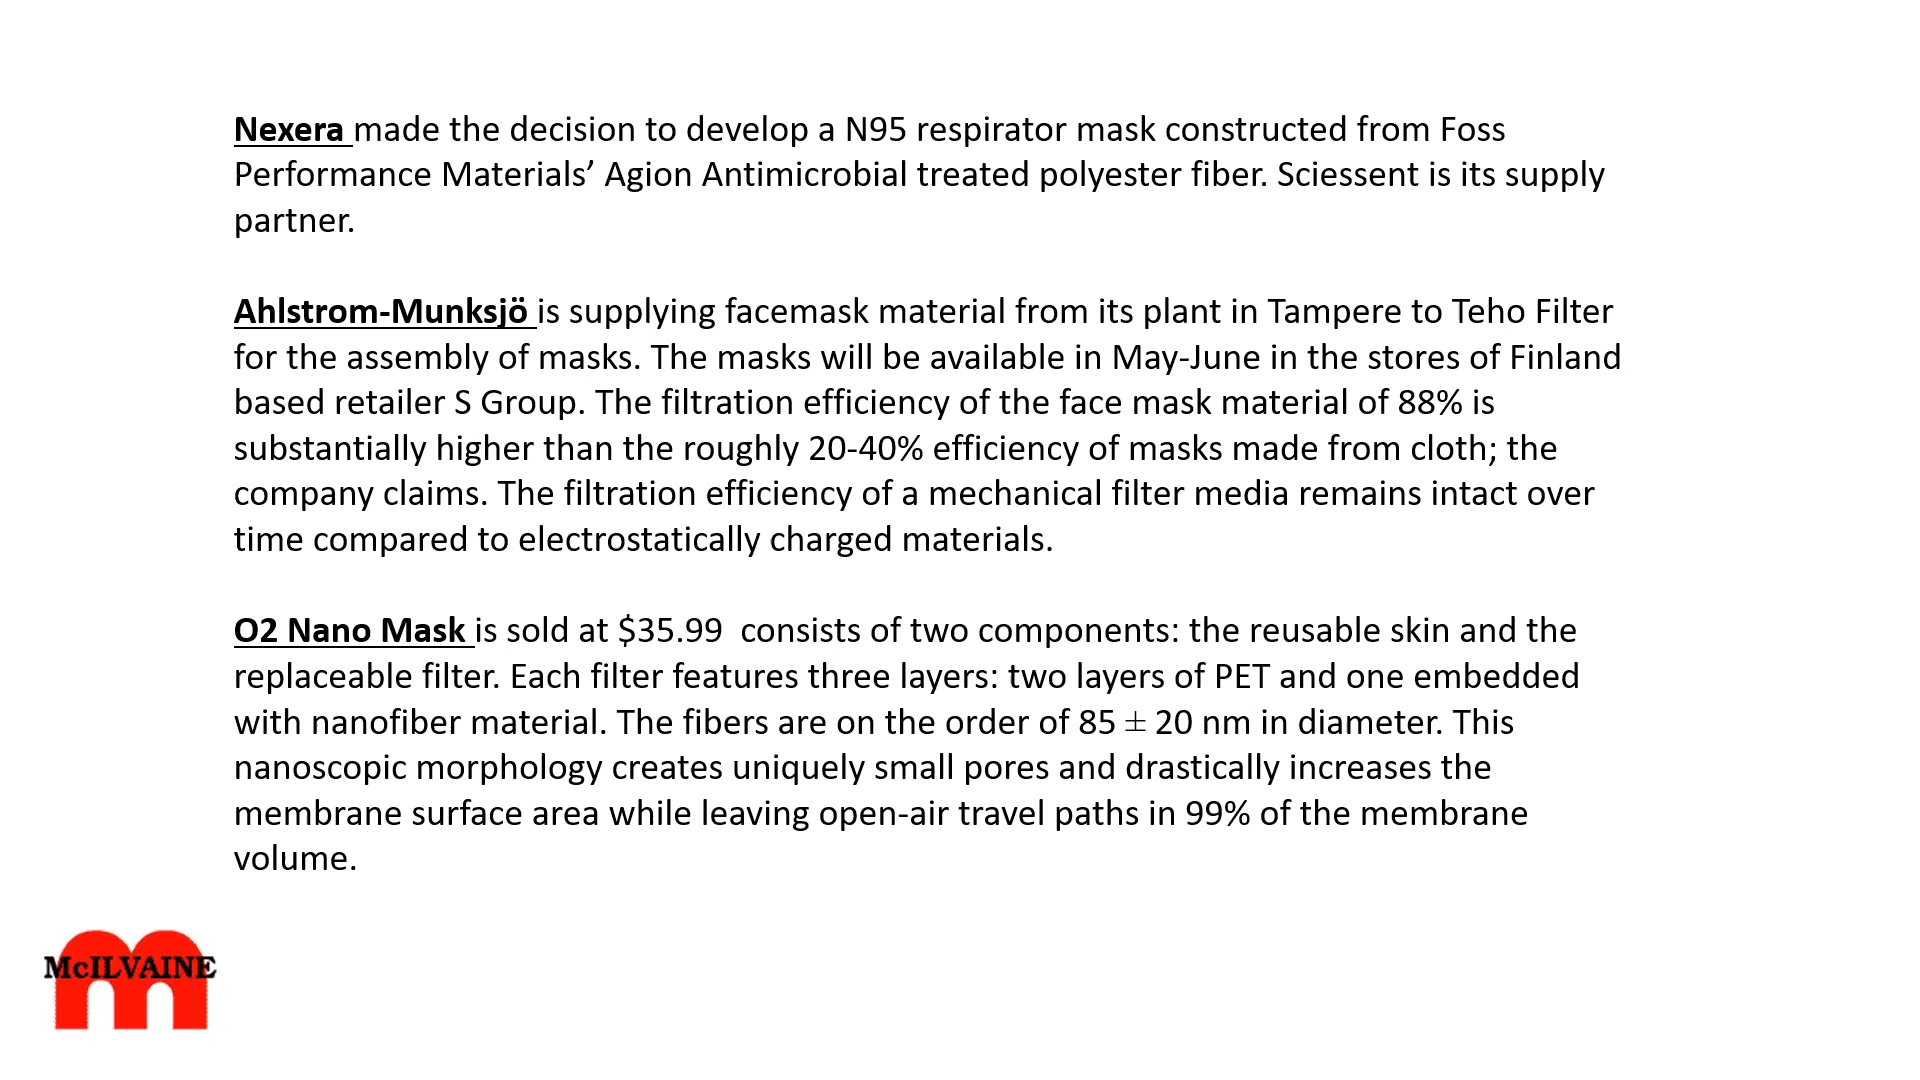 Nexera made the decision to develop a N95 respirator mask constructed from Foss
Performance Materials’ Agion Antimicrobial treated polyester fiber. Sciessent is its supply
partner.
Ahlstrom-Munksjö is supplying facemask material from its plant in Tampere to Teho Filter
for the assembly of masks. The masks will be available in May-June in the stores of Finland
based retailer S Group. The filtration efficiency of the face mask material of 88% is
substantially higher than the roughly 20-40% efficiency of masks made from cloth; the
company claims. The filtration efficiency of a mechanical filter media remains intact over
time compared to electrostatically charged materials.
O2 Nano Mask is sold at $35.99  consists of two components: the reusable skin and the
replaceable filter. Each filter features three layers: two layers of PET and one embedded
with nanofiber material. The fibers are on the order of 85 ± 20 nm in diameter. This
nanoscopic morphology creates uniquely small pores and drastically increases the
membrane surface area while leaving open-air travel paths in 99% of the membrane
volume.
McILVAINE